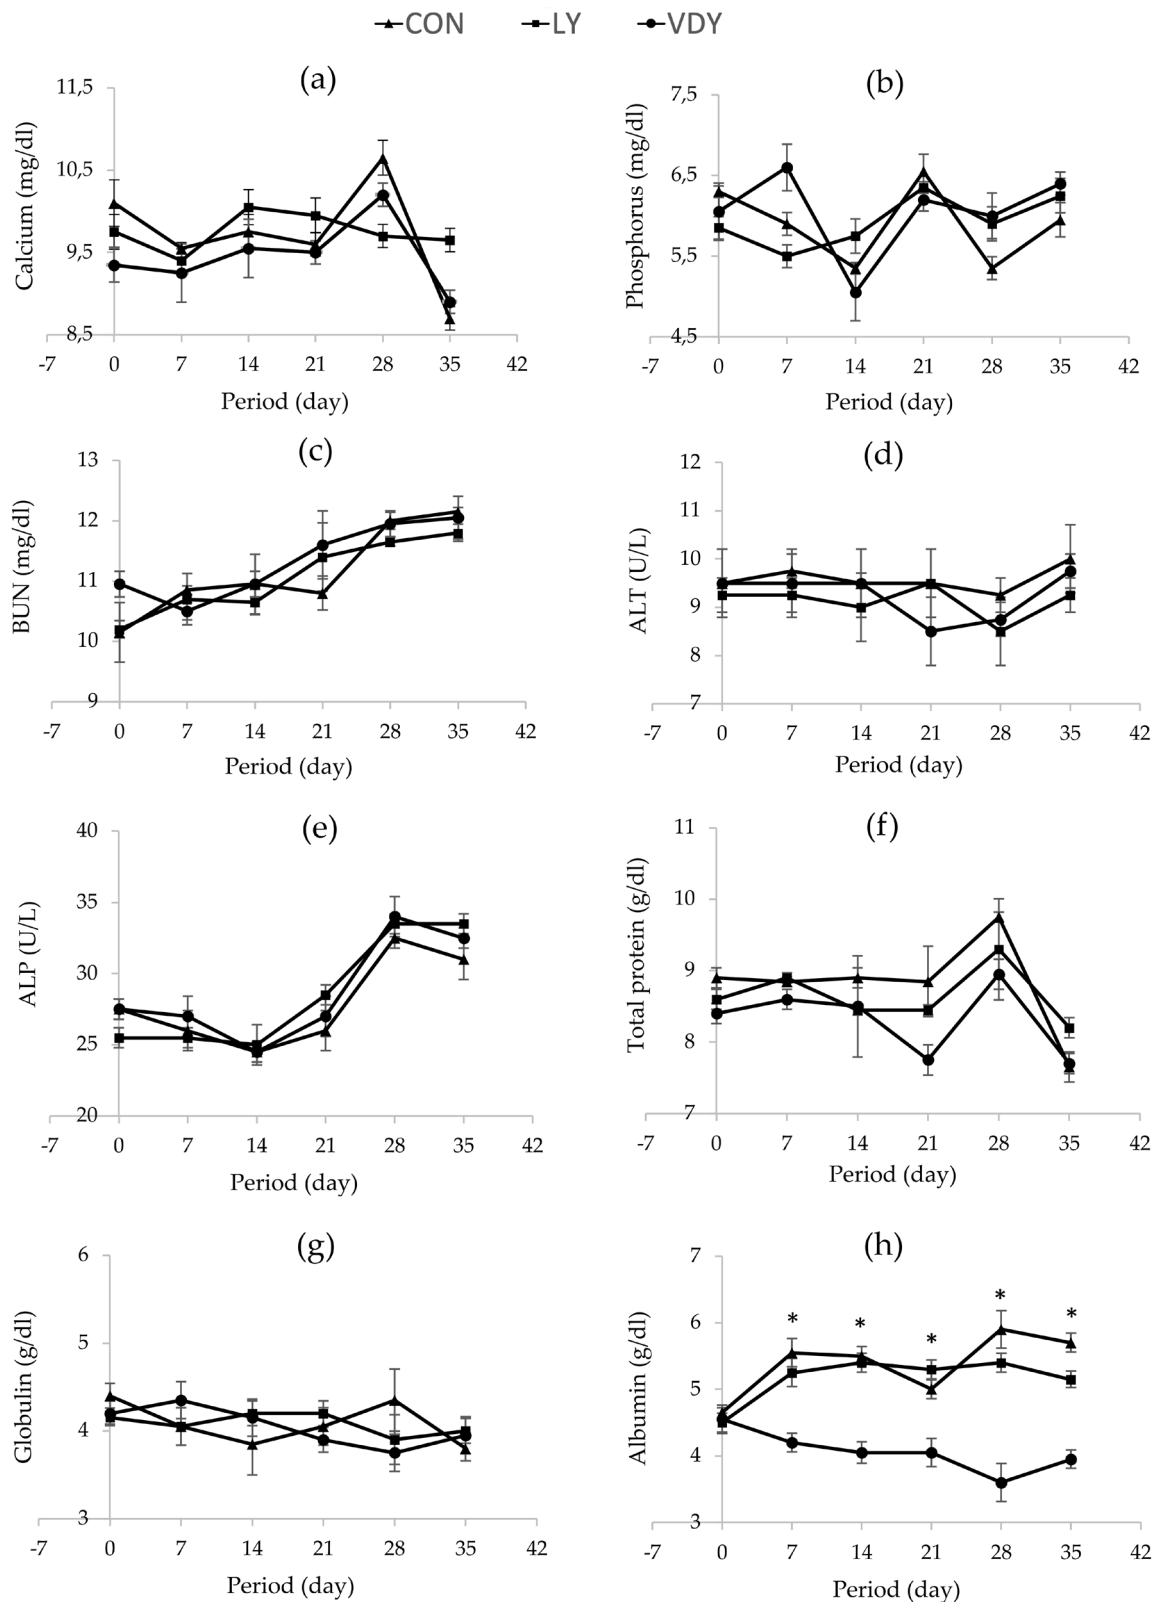 CON LY VDY
(a)
Calcium (mg/dl)
11,5
10,5
9,5
8,5
-7 0 7 14 21 28 35 42
Period (day)
(b)
Phosphorus (mg/dl)
7,5
6,5
5,5
4,5
-7 0 7 14 21 28 35 42
Period (day)
(c)
BUN (mg/dl)
13
12
11
10
9
-7 0 7 14 21 28 35 42
Period (day)
(d)
ALT (U/L)
12
11
10
9
8
7
-7 0 7 14 21 28 35 42
Period (day)
(e)
ALP (U/L)
40
35
30
25
20
-7 0 7 14 21 28 35 42
Period (day)
(f)
Total protein (g/dl)
11
10
9
8
7
-7 0 7 14 21 28 35 42
Period (day)
(g)
Globulin (g/dl)
6
5
4
3
-7 0 7 14 21 28 35 42
Period (day)
(h)
Albumin (g/dl)
7
6
5
4
3
* * * * *
-7 0 7 14 21 28 35 42
Period (day)